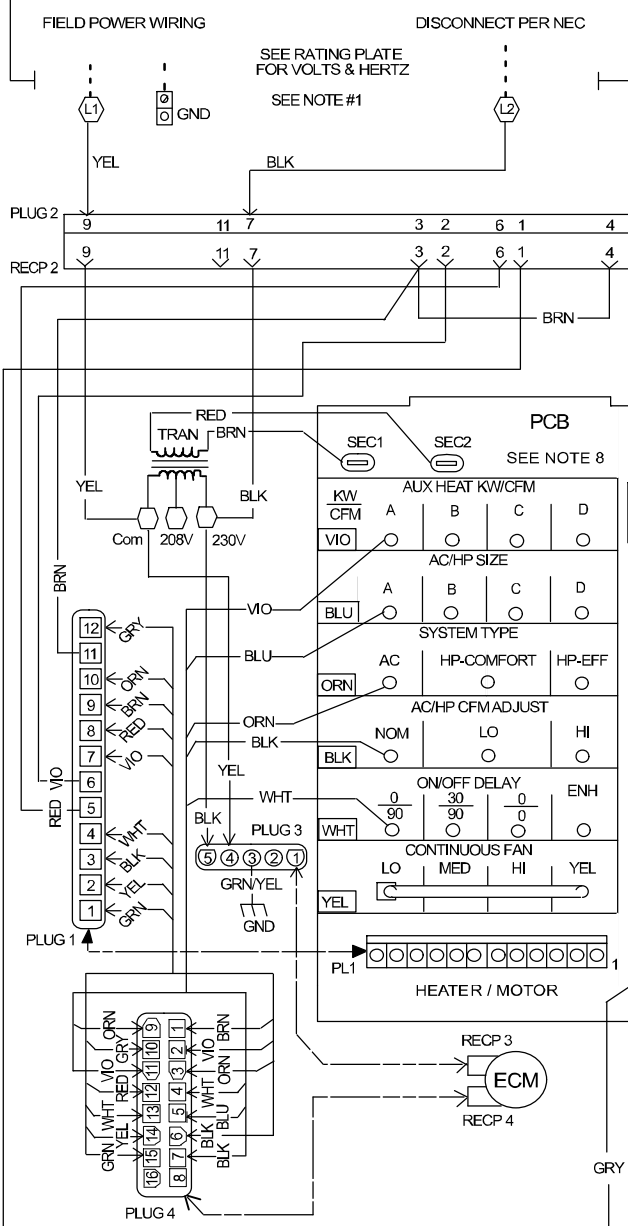 FIELD POWER WIRING
DISCONNECT PER NEC
SEE RATING PLATE
FOR VOLTS & HERTZ
SEE NOTE #1
L1
GND
L2
YEL
BLK
PLUG 2
9 11 7 3 2 6 1 4
9 11 7 3 2 6 1 4
RECP 2
BRN
RED
TRAN
BRN
PCB
SEC1
SEC2
SEE NOTE 8
YEL
BLK
Com 208V 230V
AUX HEAT KW/CFM
KW
CFM
A B C D
VIO
AC/HP SIZE
A B C D
BLU
SYSTEM TYPE
AC HP-COMFORT HP-EFF
ORN
AC/HP CFM ADJUST
NOM LO HI
BLK
ON/OFF DELAY
0 30 0 ENH
90 90 0
WHT
CONTINUOUS FAN
LO MED HI YEL
YEL
PL1
1
HEATER / MOTOR
BRN
VIO
RED
VIO
BLU
ORN
BLK
WHT
YEL
BLK
12 GRY
11
10 ORN
9 BRN
8 RED
7 VIO
6
5
4 WHT
3 BLK
2 YEL
1 GRN
PLUG 1
PLUG 3
5 4 3 2 1
GRN/YEL
GND
ORN 9 1 BRN
GRY 10 2 VIO
VIO 11 3 ORN
RED 12 4 WHT
WHT 13 5 BLU
YEL 14 6 BLK
GRN 15 7 BLK
16 8
PLUG 4
RECP 3
ECM
RECP 4
GRY